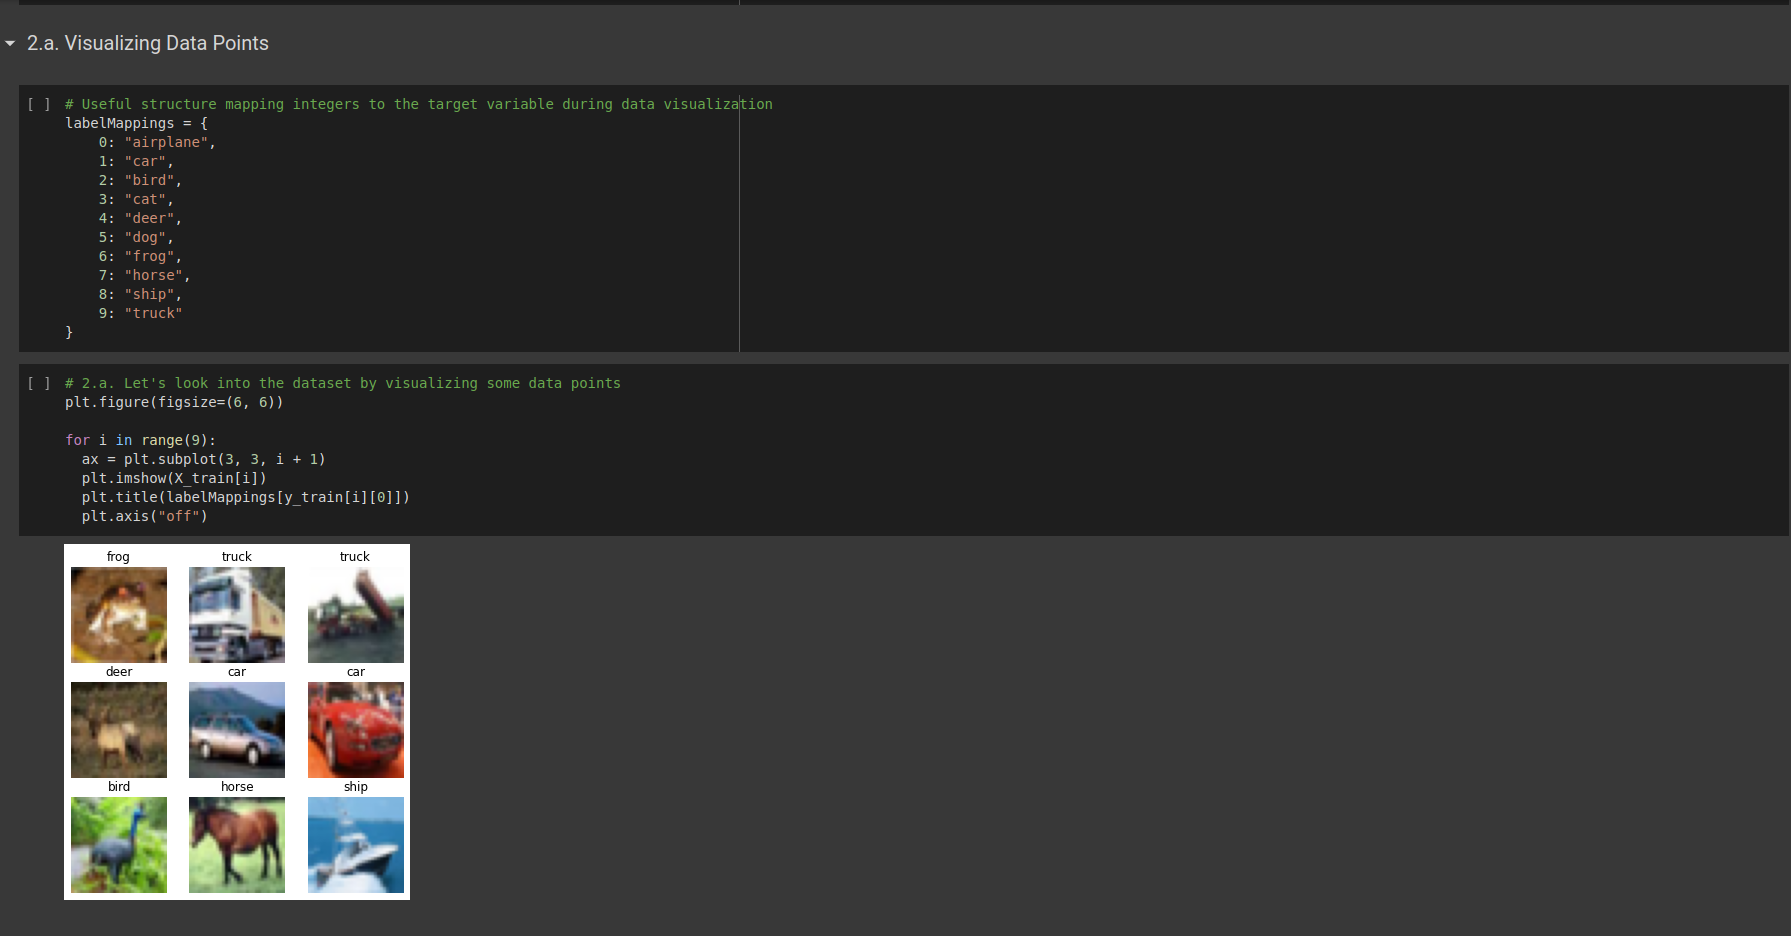 2.a. Visualizing Data Points
[ ] # Useful structure mapping integers to the target variable during data visualization
labelMappings = {
    0: "airplane",
    1: "car",
    2: "bird",
    3: "cat",
    4: "deer",
    5: "dog",
    6: "frog",
    7: "horse",
    8: "ship",
    9: "truck"
}
[ ] # 2.a. Let's look into the dataset by visualizing some data points
plt.figure(figsize=(6, 6))
for i in range(9):
  ax = plt.subplot(3, 3, i + 1)
  plt.imshow(X_train[i])
  plt.title(labelMappings[y_train[i][0]])
  plt.axis("off")
frog truck truck
deer car car
bird horse ship